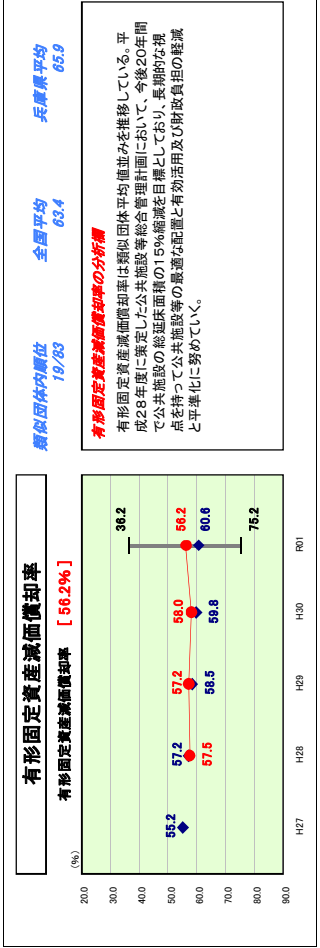 有形固定資産減価償却率
有形固定資産減価償却率 [ 56.2% ]
類似団体内順位
19/83
全国平均
63.4
兵庫県平均
65.9
(%)
20.0
30.0
40.0
50.0
60.0
70.0
80.0
90.0
55.2
57.2
57.5
57.2
58.5
58.0
59.8
36.2
56.2
60.6
75.2
H27
H28
H29
H30
R01
有形固定資産減価償却率の分析欄
有形固定資産減価償却率は類似団体平均値並みを推移している。平
成28年度に策定した公共施設等総合管理計画において、今後20年間
で公共施設の総延床面積の15%縮減を目標としており、長期的な視
点を持って公共施設等の最適な配置と有効活用及び財政負担の軽減
と平準化に努めていく。